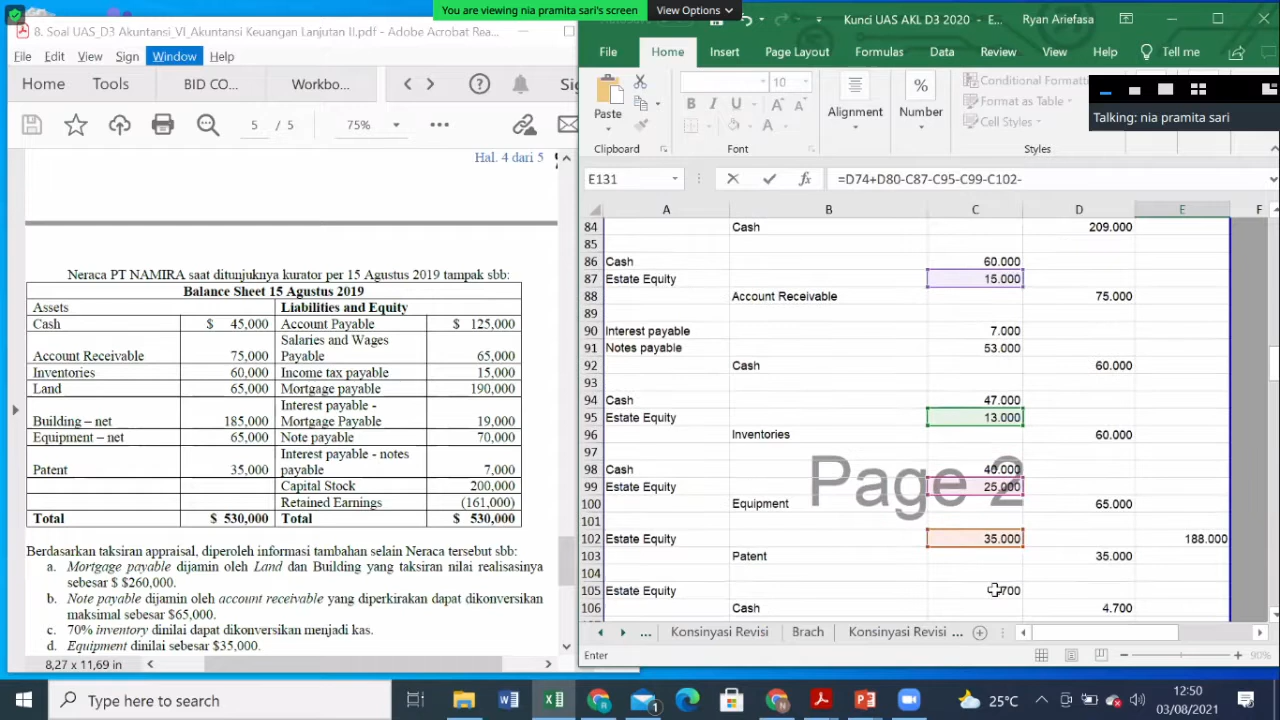 You are viewing nia pramita sari's screen
View Options
8. Soal UAS_D3 Akuntansi_VI_Akuntansi Keuangan Lanjutan II.pdf - Adobe Acrobat Rea...
File Edit View Sign Window Help
Home Tools BID CO... Workbo...
5 / 5 75%
Hal. 4 dari 5
Neraca PT NAMIRA saat ditunjuknya kurator per 15 Agustus 2019 tampak sbb:
Balance Sheet 15 Agustus 2019
Assets Liabilities and Equity
Cash $ 45,000 Account Payable $ 125,000
Account Receivable 75,000 Salaries and Wages Payable 65,000
Inventories 60,000 Income tax payable 15,000
Land 65,000 Mortgage payable 190,000
Building – net 185,000 Interest payable - Mortgage Payable 19,000
Equipment – net 65,000 Note payable 70,000
Patent 35,000 Interest payable - notes payable 7,000
Capital Stock 200,000
Retained Earnings (161,000)
Total $ 530,000 Total $ 530,000
Berdasarkan taksiran appraisal, diperoleh informasi tambahan selain Neraca tersebut sbb:
a. Mortgage payable dijamin oleh Land dan Building yang taksiran nilai realisasinya
sebesar $ $260,000.
b. Note payable dijamin oleh account receivable yang diperkirakan dapat dikonversikan
maksimal sebesar $65,000.
c. 70% inventory dinilai dapat dikonversikan menjadi kas.
d. Equipment dinilai sebesar $35,000.
8,27 x 11,69 in
Kunci UAS AKL D3 2020 - E... Ryan Ariefasa
File Home Insert Page Layout Formulas Data Review View Help Tell me
Paste
10
B I U
Alignment
%
Number
Conditional Formatt
Format as Table
Cell Styles
Clipboard Font Styles
Talking: nia pramita sari
E131 fx =D74+D80-C87-C95-C99-C102-
A B C D E F
84 Cash 209.000
85
86 Cash 60.000
87 Estate Equity 15.000
88 Account Receivable 75.000
89
90 Interest payable 7.000
91 Notes payable 53.000
92 Cash 60.000
93
94 Cash 47.000
95 Estate Equity 13.000
96 Inventories 60.000
97
98 Cash 40.000
99 Estate Equity 25.000
100 Equipment 65.000
101
102 Estate Equity 35.000 188.000
103 Patent 35.000
104
105 Estate Equity
106 Cash 4.700
Page 2
... Konsinyasi Revisi Brach Konsinyasi Revisi ...
Enter 90%
Type here to search
25°C
12:50
03/08/2021